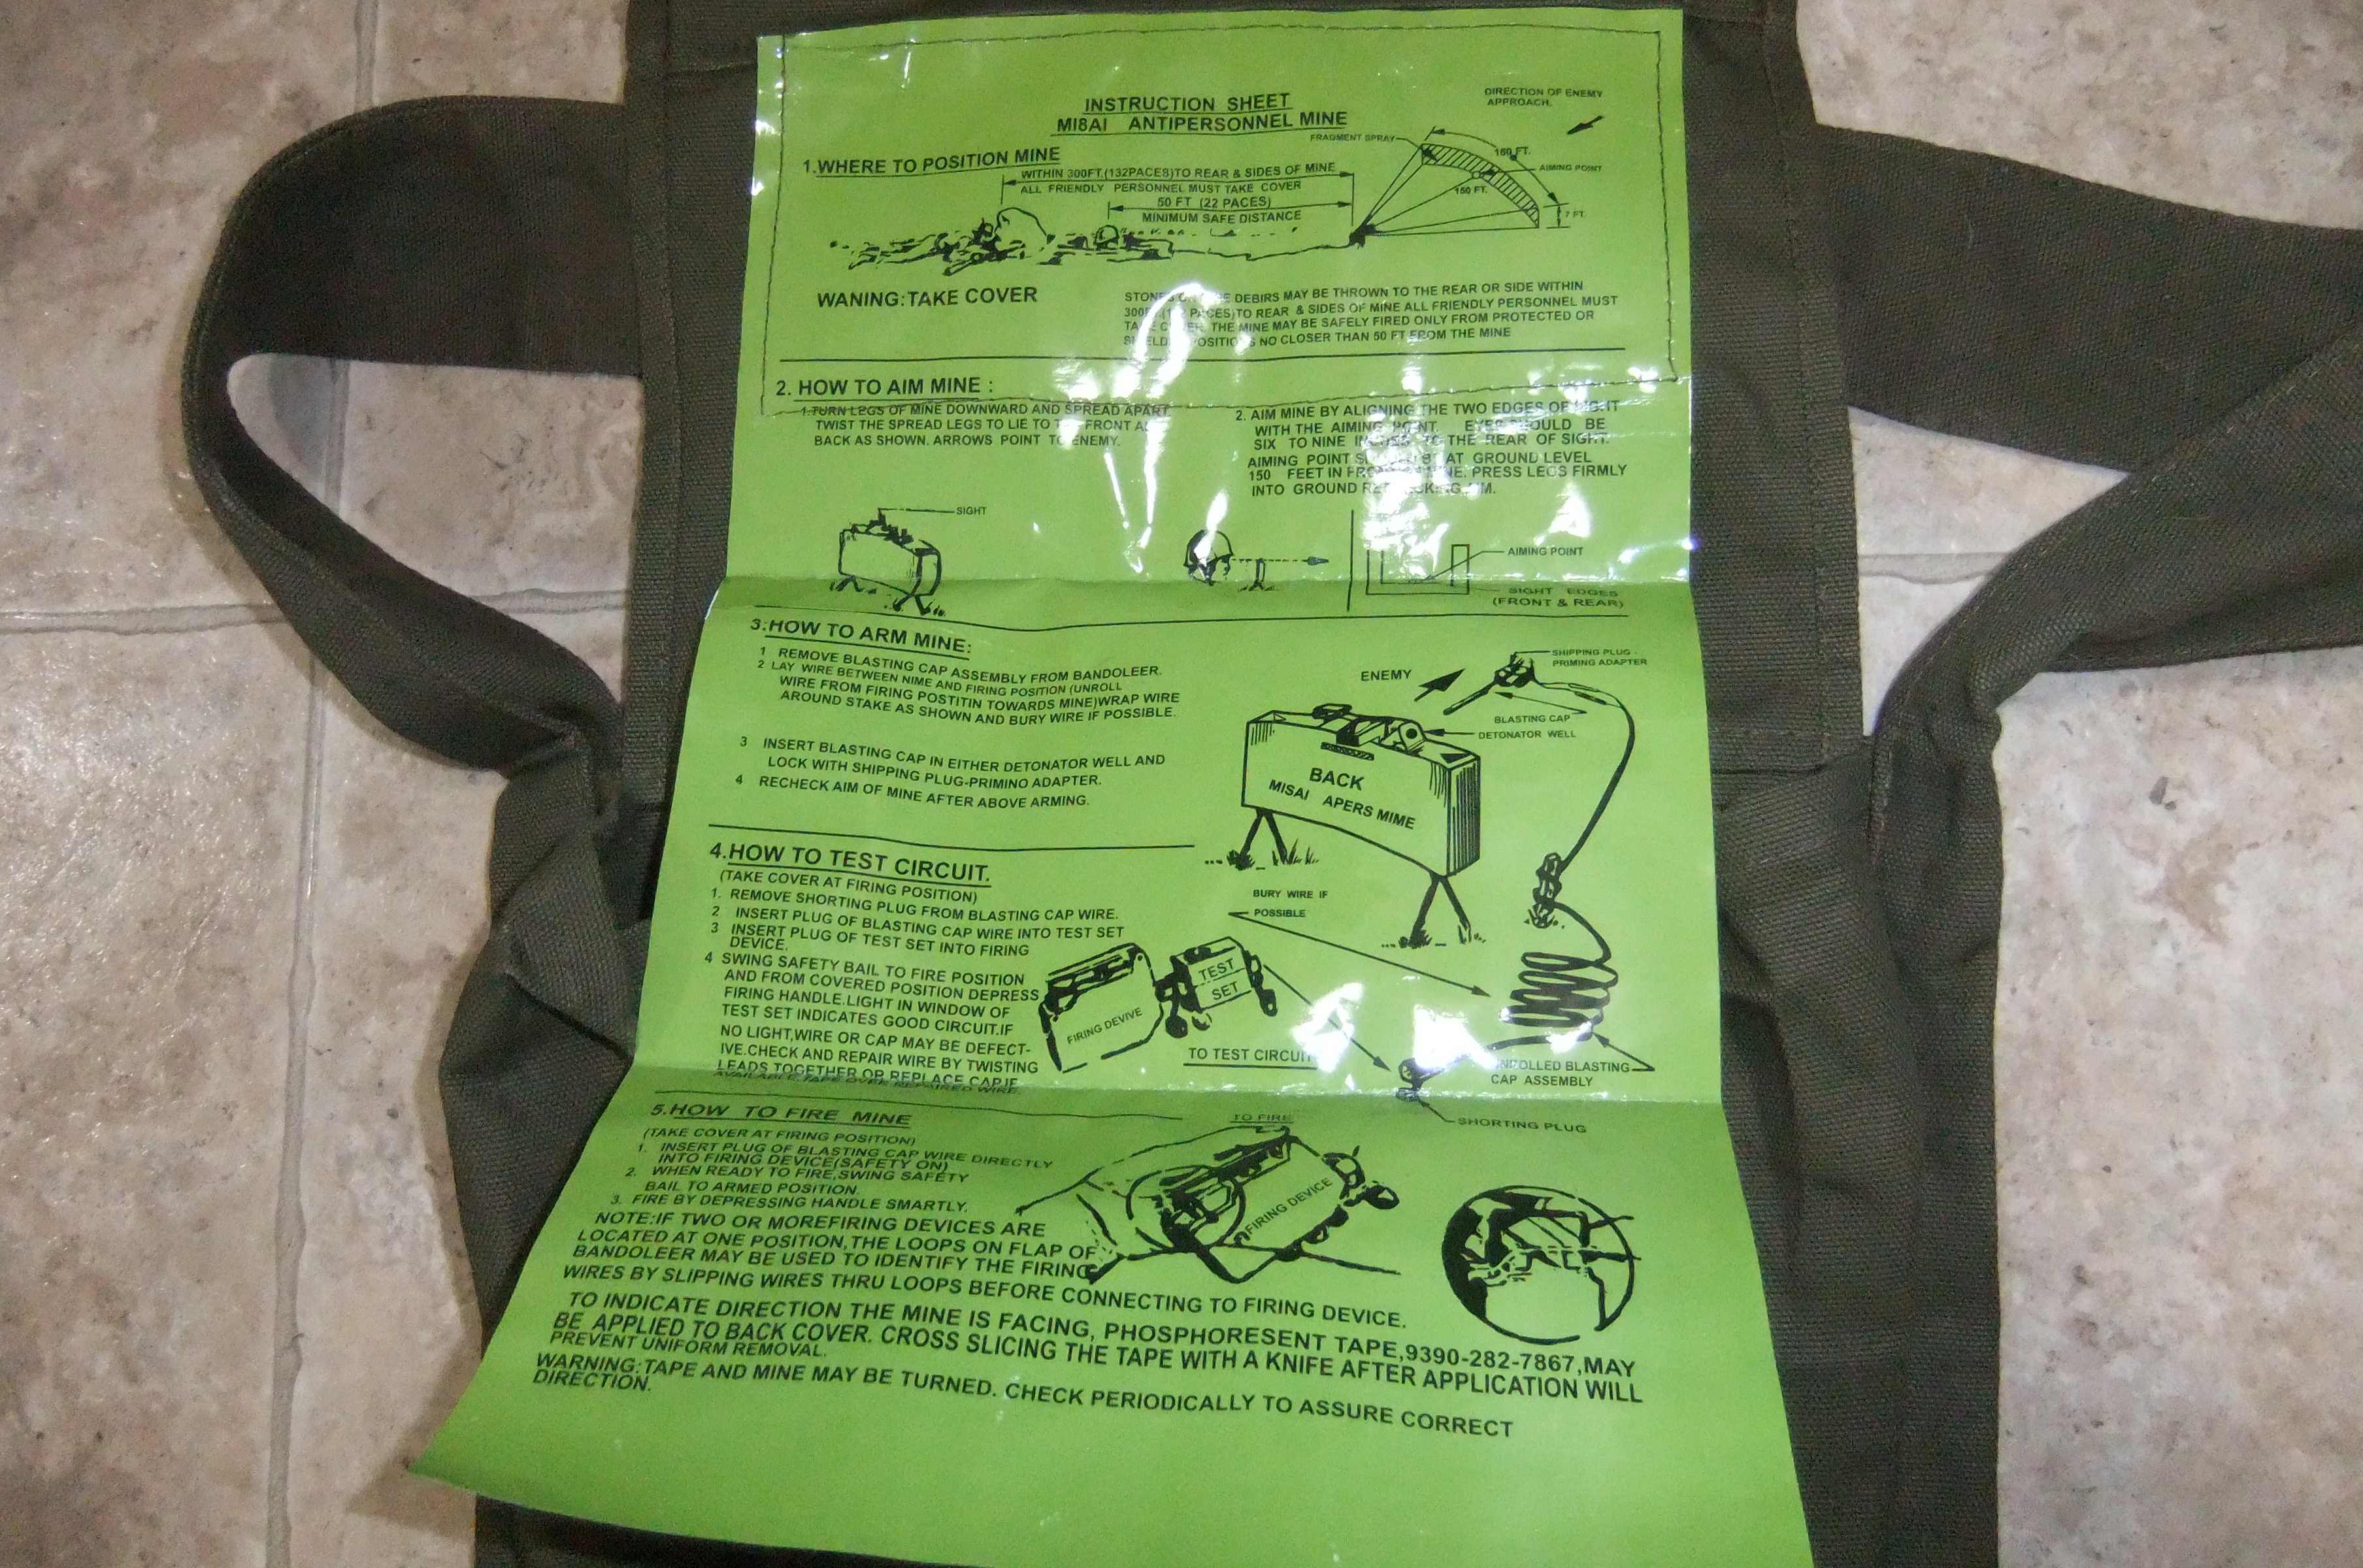 INSTRUCTION SHEET
MI8AI ANTIPERSONNEL MINE
DIRECTION OF ENEMY
APPROACH.
1.WHERE TO POSITION MINE
FRAGMENT SPRAY
160 FT.
AIMING POINT
150 FT.
7 FT.
WITHIN 300FT.(132PACES)TO REAR & SIDES OF MINE
ALL FRIENDLY PERSONNEL MUST TAKE COVER
50 FT (22 PACES)
MINIMUM SAFE DISTANCE
WANING:TAKE COVER
STONES DEBIRS MAY BE THROWN TO THE REAR OR SIDE WITHIN
PACES)TO REAR & SIDES OF MINE ALL FRIENDLY PERSONNEL MUST
THE MINE MAY BE SAFELY FIRED ONLY FROM PROTECTED OR
NO CLOSER THAN 50 FT FROM THE MINE
2. HOW TO AIM MINE :
1.TURN LEGS OF MINE DOWNWARD AND SPREAD APART
TWIST THE SPREAD LEGS TO LIE TO FRONT
BACK AS SHOWN. ARROWS POINT TO ENEMY.
2. AIM MINE BY ALIGNING THE TWO EDGES OF
WITH THE AIMING POINT. EYES SHOULD BE
SIX TO NINE TO THE REAR OF SIGHT.
AIMING POINT AT GROUND LEVEL
150 FEET IN PRESS LEGS FIRMLY
INTO GROUND
SIGHT
AIMING POINT
SIGHT EDGES
(FRONT & REAR)
3.HOW TO ARM MINE:
1 REMOVE BLASTING CAP ASSEMBLY FROM BANDOLEER.
2 LAY WIRE BETWEEN NIME AND FIRING POSITION (UNROLL
WIRE FROM FIRING POSTITIN TOWARDS MINE)WRAP WIRE
AROUND STAKE AS SHOWN AND BURY WIRE IF POSSIBLE.
3 INSERT BLASTING CAP IN EITHER DETONATOR WELL AND
LOCK WITH SHIPPING PLUG-PRIMINO ADAPTER.
4 RECHECK AIM OF MINE AFTER ABOVE ARMING.
ENEMY
SHIPPING PLUG -
PRIMING ADAPTER
BLASTING CAP
DETONATOR WELL
BACK
MISAI APERS MIME
4.HOW TO TEST CIRCUIT.
(TAKE COVER AT FIRING POSITION)
1. REMOVE SHORTING PLUG FROM BLASTING CAP WIRE.
2 INSERT PLUG OF BLASTING CAP WIRE INTO TEST SET
3 INSERT PLUG OF TEST SET INTO FIRING
DEVICE.
4 SWING SAFETY BAIL TO FIRE POSITION
AND FROM COVERED POSITION DEPRESS
FIRING HANDLE.LIGHT IN WINDOW OF
TEST SET INDICATES GOOD CIRCUIT.IF
NO LIGHT,WIRE OR CAP MAY BE DEFECT-
IVE.CHECK AND REPAIR WIRE BY TWISTING
LEADS TOGETHER OR REPLACE CAP.IF
AVAILABLE.TAPE OVER REPAIRED WIRE.
BURY WIRE IF
POSSIBLE
TEST
SET
FIRING DEVIVE
TO TEST CIRCUIT
BLASTING
CAP ASSEMBLY
SHORTING PLUG
5.HOW TO FIRE MINE
(TAKE COVER AT FIRING POSITION)
1. INSERT PLUG OF BLASTING CAP WIRE DIRECTLY
INTO FIRING DEVICE(SAFETY ON)
2. WHEN READY TO FIRE,SWING SAFETY
BAIL TO ARMED POSITION.
3. FIRE BY DEPRESSING HANDLE SMARTLY.
TO FIRE
FIRING DEVICE
NOTE:IF TWO OR MOREFIRING DEVICES ARE
LOCATED AT ONE POSITION,THE LOOPS ON FLAP OF
BANDOLEER MAY BE USED TO IDENTIFY THE FIRING
WIRES BY SLIPPING WIRES THRU LOOPS BEFORE CONNECTING TO FIRING DEVICE.
TO INDICATE DIRECTION THE MINE IS FACING, PHOSPHORESENT TAPE,9390-282-7867,MAY
BE APPLIED TO BACK COVER. CROSS SLICING THE TAPE WITH A KNIFE AFTER APPLICATION WILL
PREVENT UNIFORM REMOVAL.
WARNING:TAPE AND MINE MAY BE TURNED. CHECK PERIODICALLY TO ASSURE CORRECT
DIRECTION.